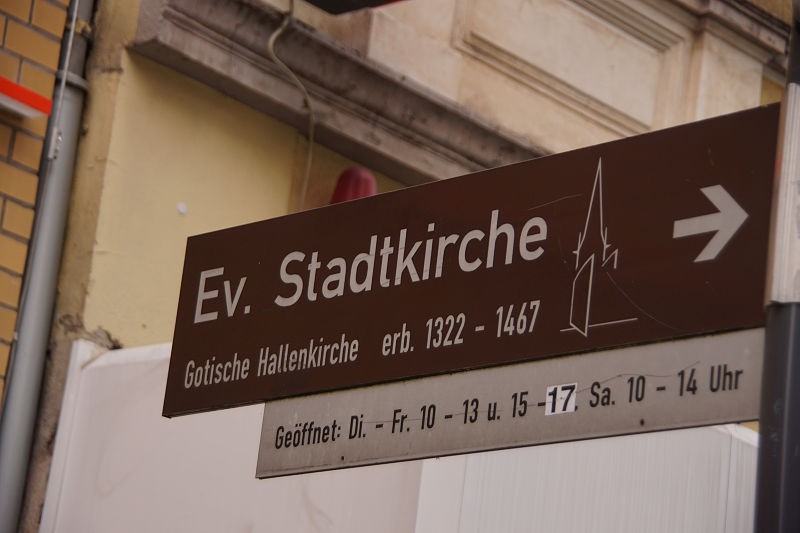 Ev. Stadtkirche
Gotische Hallenkirche erb. 1322 - 1467
Geöffnet: Di. - Fr. 10 - 13 u. 15 -17. Sa. 10 - 14 Uhr